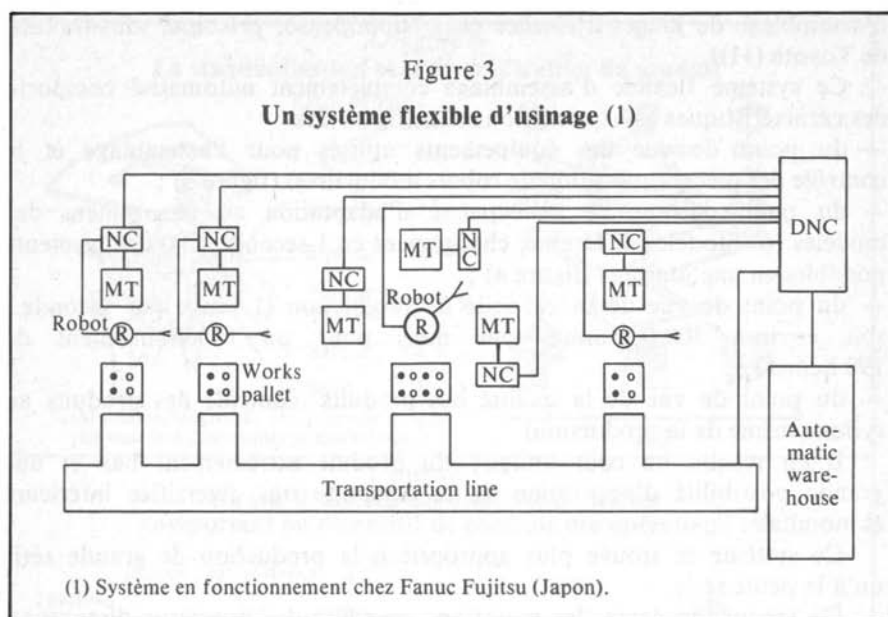 Figure 3
Un système flexible d'usinage (1)
DNC
NC
NC
MT
NC
NC
MT
MT
NC
Robot
MT
Robot
R
R
R
MT
R
NC
Works
pallet
Auto-
matic
ware-
house
Transportation line
(1) Système en fonctionnement chez Fanuc Fujitsu (Japon).